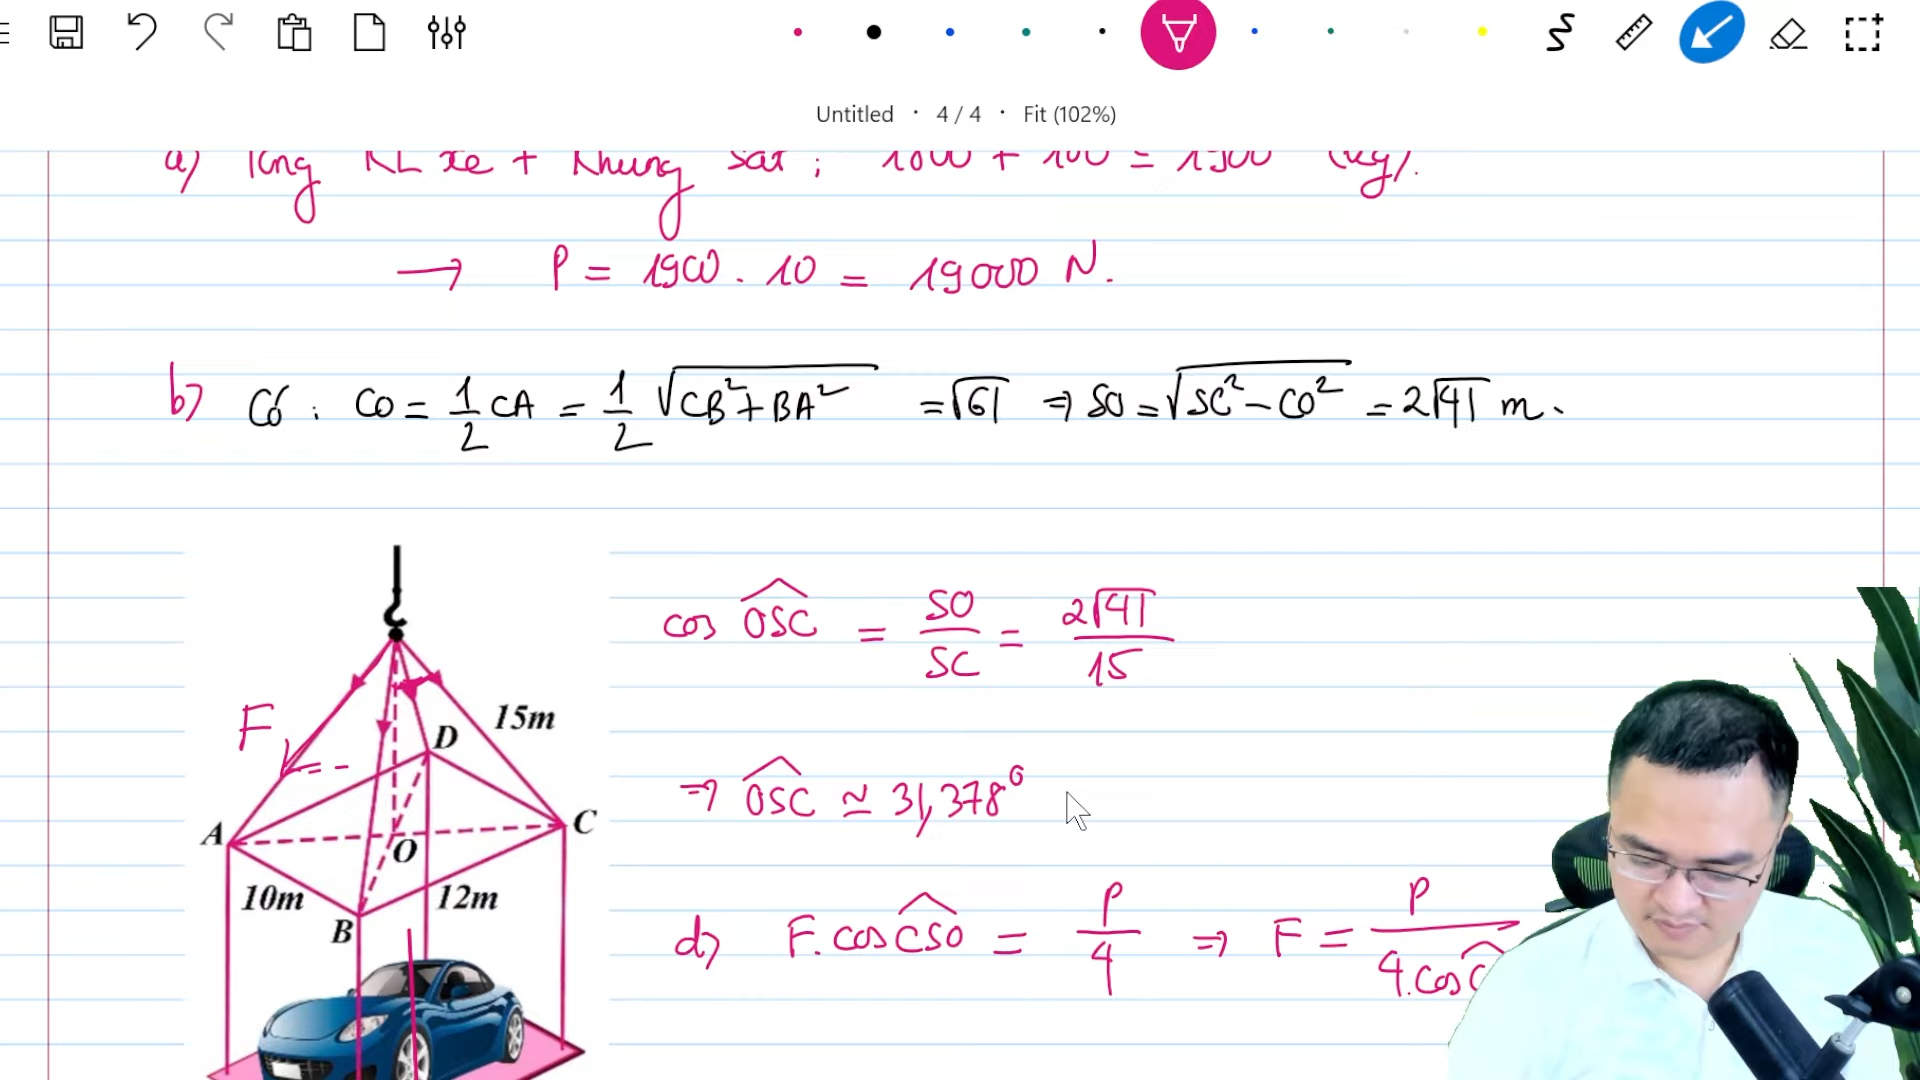 Untitled · 4 / 4 · Fit (102%)
a) Tổng KL xe + khung sắt : 1800 + 100 = 1900 (kg).
→ P = 1900 . 10 = 19000 N.
b) Có : CO = 1/2 CA = 1/2 √(CB² + BA²) = √61 ⇒ SO = √(SC² − CO²) = 2√41 m.
cos OSC = SO/SC = 2√41/15
F
15m
D
⇒ OSC ≃ 31,378°
A
C
O
10m
12m
B
d) F. cos CSO = P/4 ⇒ F = P/4.cos C